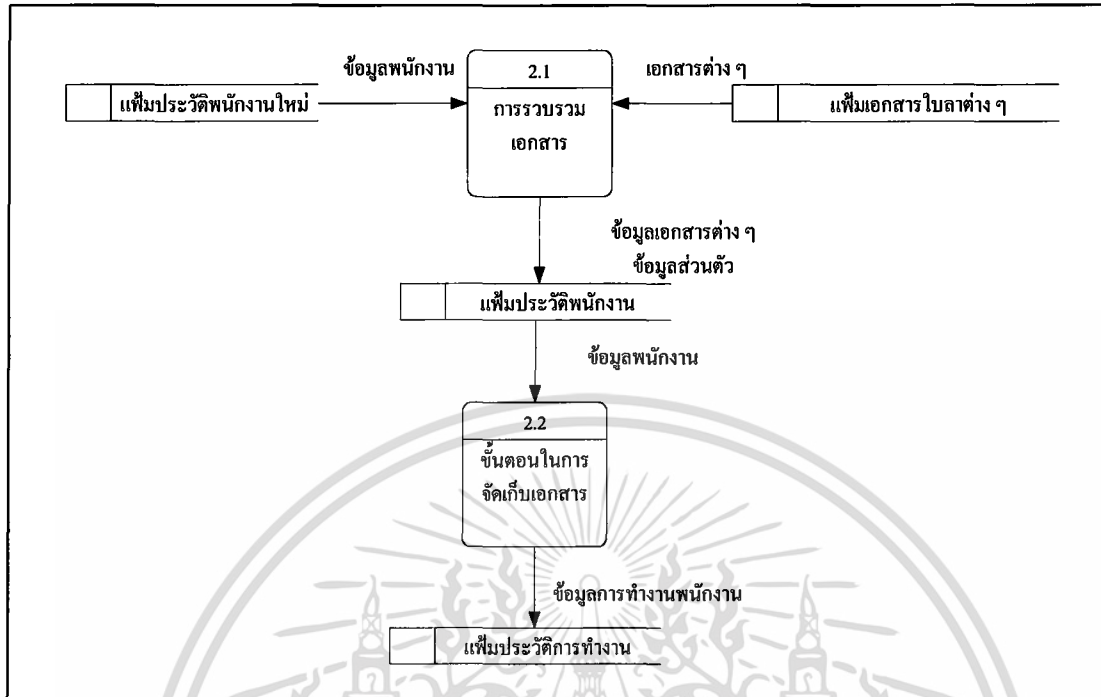 ข้อมูลพนักงาน
2.1
เอกสารต่าง ๆ
แฟ้มประวัติพนักงานใหม่
การรวบรวม
เอกสาร
แฟ้มเอกสารใบลาต่าง ๆ
ข้อมูลเอกสารต่าง ๆ
ข้อมูลส่วนตัว
แฟ้มประวัติพนักงาน
ข้อมูลพนักงาน
2.2
ขั้นตอนในการ
จัดเก็บเอกสาร
ข้อมูลการทำงานพนักงาน
แฟ้มประวัติการทำงาน